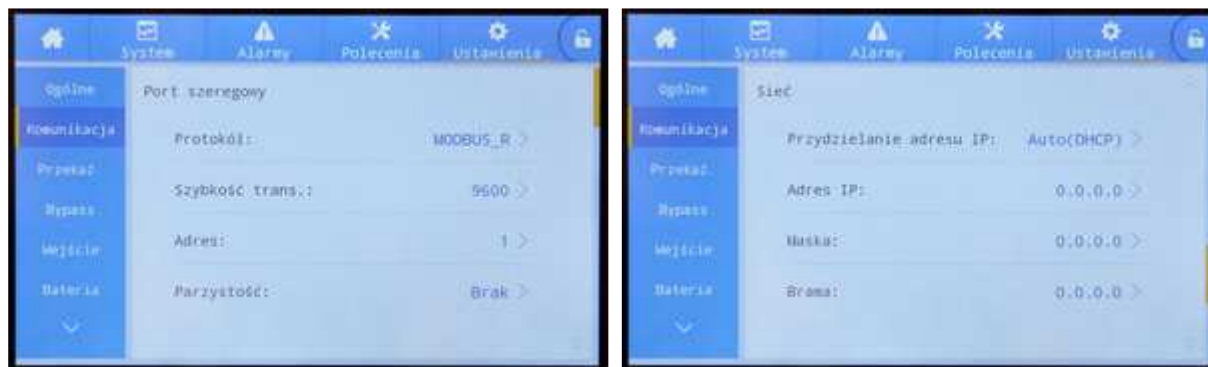 System Alarmy Polecenia Ustawienia
Ogólne
Komunikacja
Przekaź.
Bypass
Wejście
Bateria
Port szeregowy
Protokół: MODBUS_R
Szybkość trans.: 9600
Adres: 1
Parzystość: Brak
System Alarmy Polecenia Ustawienia
Ogólne
Komunikacja
Przekaź.
Bypass
Wejście
Bateria
Sieć
Przydzielanie adresu IP: Auto(DHCP)
Adres IP: 0.0.0.0
Maska: 0.0.0.0
Brama: 0.0.0.0